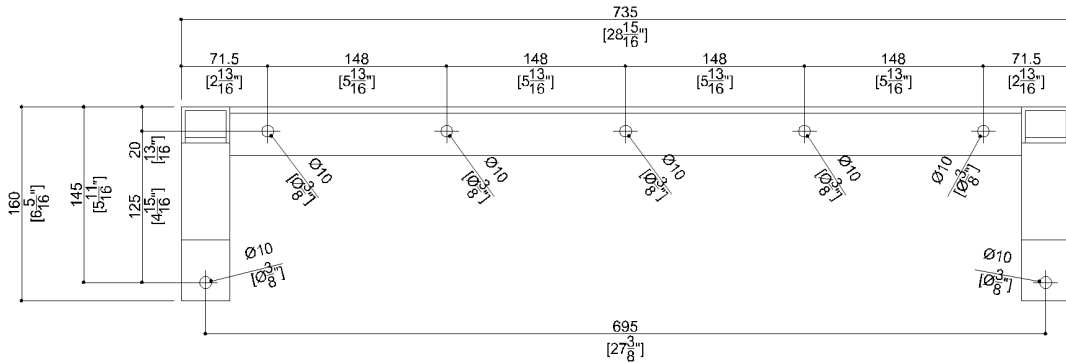 735
[28 15/16"]
71.5
[2 13/16"]
148
[5 13/16"]
148
[5 13/16"]
148
[5 13/16"]
148
[5 13/16"]
71.5
[2 13/16"]
20
[13/16"]
160
[6 5/16"]
145
[5 11/16"]
125
[4 15/16"]
Ø10
[Ø3/8"]
Ø10
[Ø3/8"]
Ø10
[Ø3/8"]
Ø10
[Ø3/8"]
Ø10
[Ø3/8"]
Ø10
[Ø3/8"]
Ø10
[Ø3/8"]
695
[27 3/8"]